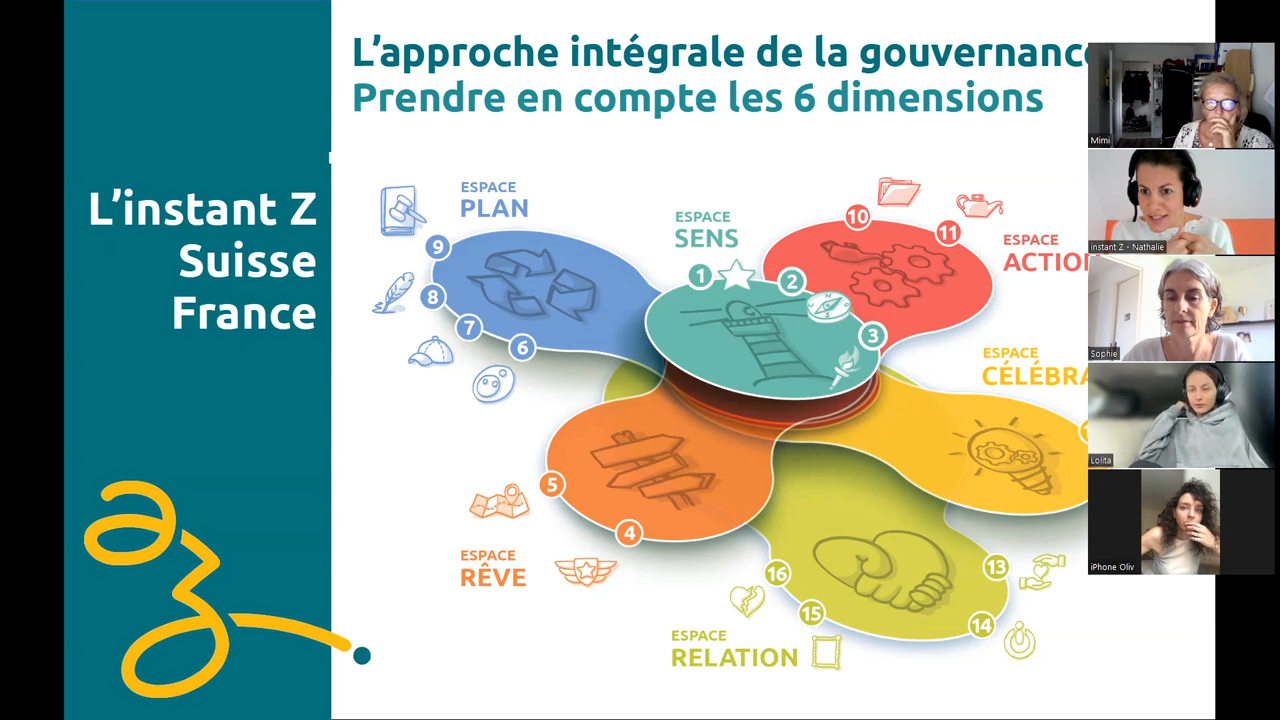 L'approche intégrale de la gouvernance
Prendre en compte les 6 dimensions
L'instant Z
Suisse
France
ESPACE
PLAN
9
8
7
6
ESPACE
SENS
1
2
3
10
11
ESPACE
ACTION
ESPACE
CÉLÉBRA
5
4
ESPACE
RÊVE
16
15
13
14
ESPACE
RELATION
Mimi
instant Z - Nathalie
Sophie
Lolita
iPhone Oliv